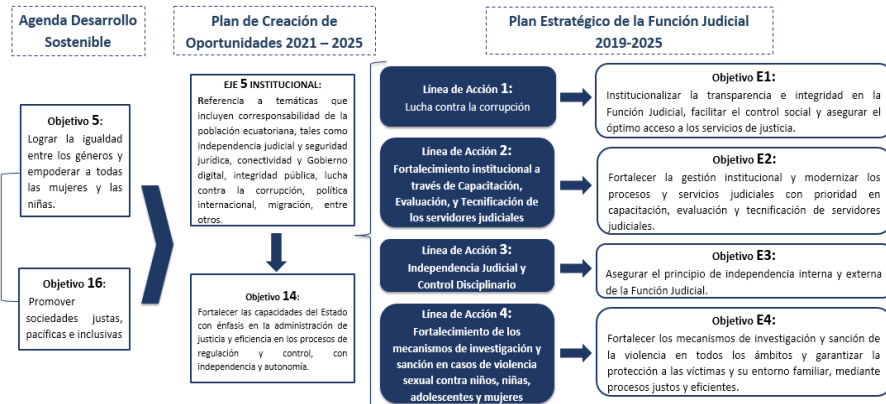 Agenda Desarrollo
Sostenible
Plan de Creación de
Oportunidades 2021 – 2025
Plan Estratégico de la Función Judicial
2019-2025
Objetivo 5:
Lograr la igualdad
entre los géneros y
empoderar a todas
las mujeres y las
niñas.
Objetivo 16:
Promover
sociedades justas,
pacíficas e inclusivas
EJE 5 INSTITUCIONAL:
Referencia a temáticas que
incluyen corresponsabilidad de la
población ecuatoriana, tales como
independencia judicial y seguridad
jurídica, conectividad y Gobierno
digital, integridad pública, lucha
contra la corrupción, política
internacional, migración, entre
otros.
Objetivo 14:
Fortalecer las capacidades del Estado
con énfasis en la administración de
justicia y eficiencia en los procesos de
regulación y control, con
independencia y autonomía.
Línea de Acción 1:
Lucha contra la corrupción
Línea de Acción 2:
Fortalecimiento institucional a
través de Capacitación,
Evaluación, y Tecnificación de
los servidores judiciales
Línea de Acción 3:
Independencia Judicial y
Control Disciplinario
Línea de Acción 4:
Fortalecimiento de los
mecanismos de investigación y
sanción en casos de violencia
sexual contra niños, niñas,
adolescentes y mujeres
Objetivo E1:
Institucionalizar la transparencia e integridad en la
Función Judicial, facilitar el control social y asegurar el
óptimo acceso a los servicios de justicia.
Objetivo E2:
Fortalecer la gestión institucional y modernizar los
procesos y servicios judiciales con prioridad en
capacitación, evaluación y tecnificación de servidores
judiciales.
Objetivo E3:
Asegurar el principio de independencia interna y externa
de la Función Judicial.
Objetivo E4:
Fortalecer los mecanismos de investigación y sanción de
la violencia en todos los ámbitos y garantizar la
protección a las víctimas y su entorno familiar, mediante
procesos justos y eficientes.